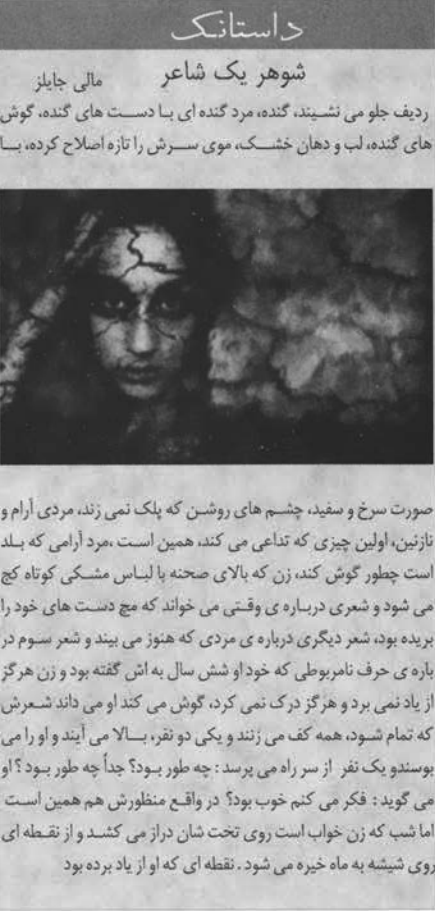 داستانک
شوهر یک شاعر
مالی جایلز
ردیف جلو می نشیند، گنده، مرد گنده ای با دست های گنده، گوش
های گنده، لب و دهان خشک، موی سرش را تازه اصلاح کرده، با
صورت سرخ و سفید، چشم های روشن که پلک نمی زند، مردی آرام و
نازنین، اولین چیزی که تداعی می کند، همین است ،مرد آرامی که بلد
است چطور گوش کند، زن که بالای صحنه با لباس مشکی کوتاه کج
می شود و شعری درباره ی وقتی می خواند که مچ دست های خود را
بریده بود، شعر دیگری درباره ی مردی که هنوز می بیند و شعر سوم در
باره ی حرف نامربوطی که خود او شش سال به اش گفته بود و زن هرگز
از یاد نمی برد و هرگز درک نمی کرد، گوش می کند او می داند شعرش
که تمام شود، همه کف می زنند و یکی دو نفر، بالا می آیند و او را می
بوسندو یک نفر از سر راه می پرسد : چه طور بود؟ جداً چه طور بود ؟ او
می گوید : فکر می کنم خوب بود؟ در واقع منظورش هم همین است
اما شب که زن خواب است روی تخت شان دراز می کشد و از نقطه ای
روی شیشه به ماه خیره می شود . نقطه ای که او از یاد برده بود